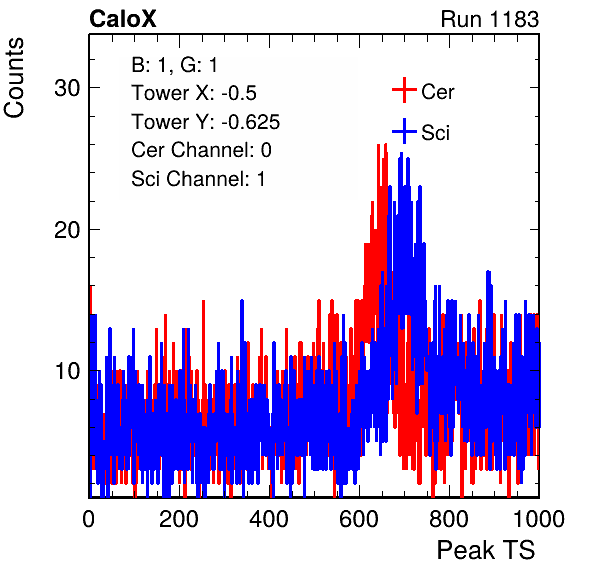 CaloX Run 1183
Counts
B: 1, G: 1
Tower X: -0.5
Tower Y: -0.625
Cer Channel: 0
Sci Channel: 1
Cer
Sci
30
20
10
0 200 400 600 800 1000
Peak TS